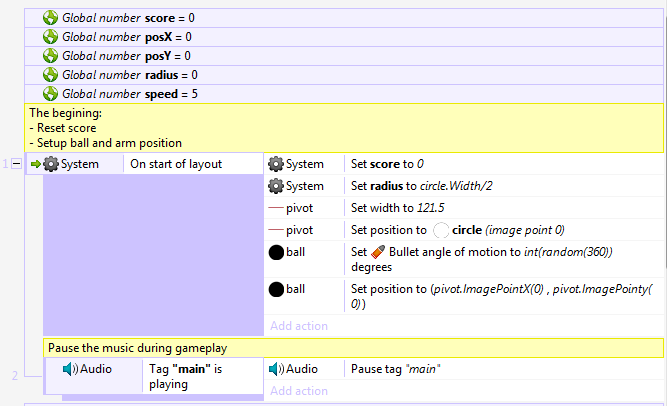 Global number score = 0
Global number posX = 0
Global number posY = 0
Global number radius = 0
Global number speed = 5
The begining:
- Reset score
- Setup ball and arm position
1 System On start of layout System Set score to 0
System Set radius to circle.Width/2
pivot Set width to 121.5
pivot Set position to circle (image point 0)
ball Set Bullet angle of motion to int(random(360))
degrees
ball Set position to (pivot.ImagePointX(0) , pivot.ImagePointy(
0))
Add action
Pause the music during gameplay
2 Audio Tag "main" is Audio Pause tag "main"
playing
Add action